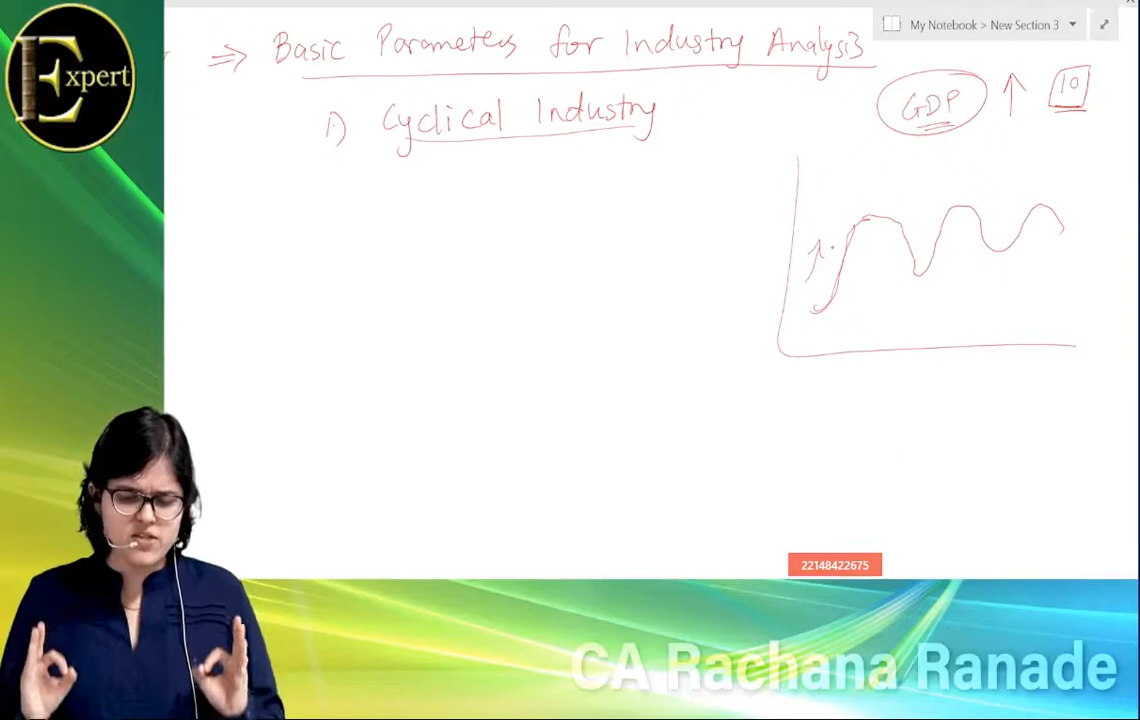 Expert
My Notebook > New Section 3
⇒ Basic Parameters for Industry Analysis
GDP ↑ 10
1) Cyclical Industry
22148422675
CA Rachana Ranade